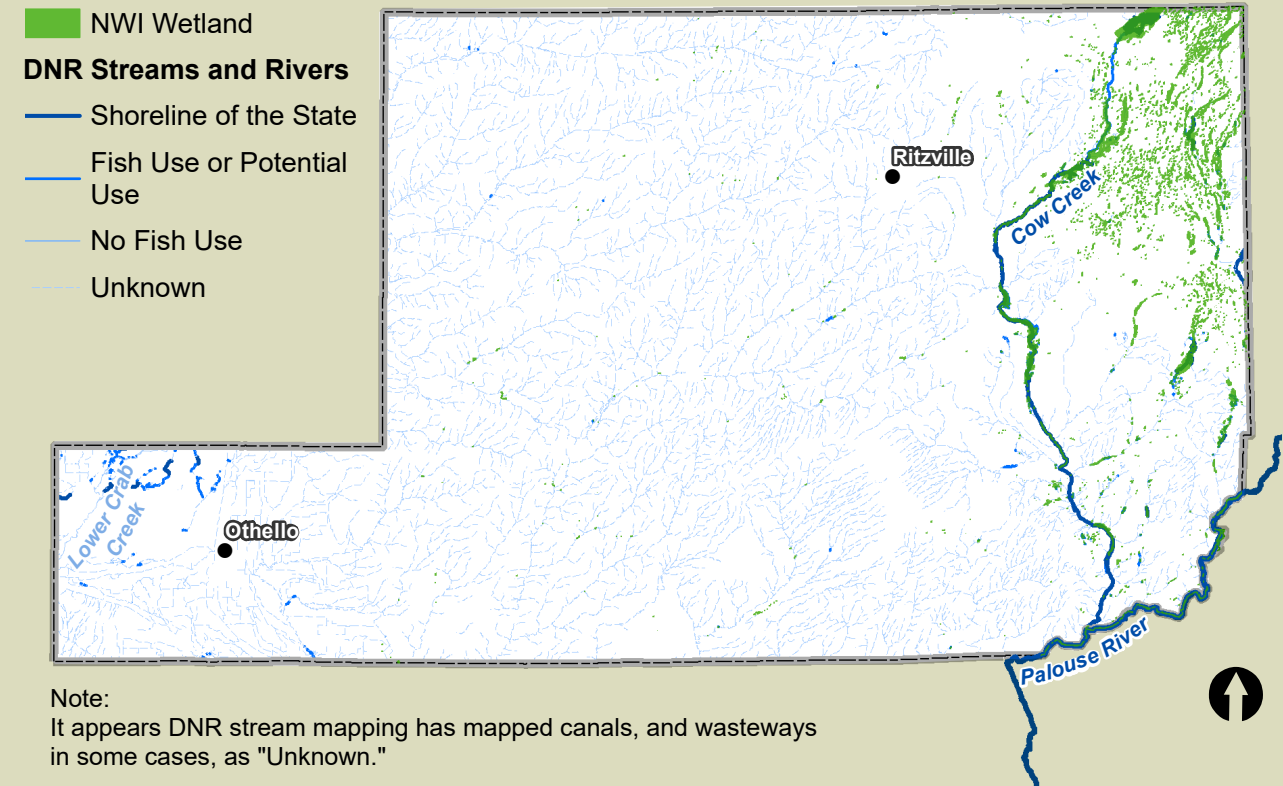 NWI Wetland
DNR Streams and Rivers
Shoreline of the State
Fish Use or Potential
Use
No Fish Use
Unknown
Ritzville
Cow Creek
Lower Crab
Creek
Othello
Palouse River
Note:
It appears DNR stream mapping has mapped canals, and wasteways
in some cases, as "Unknown."